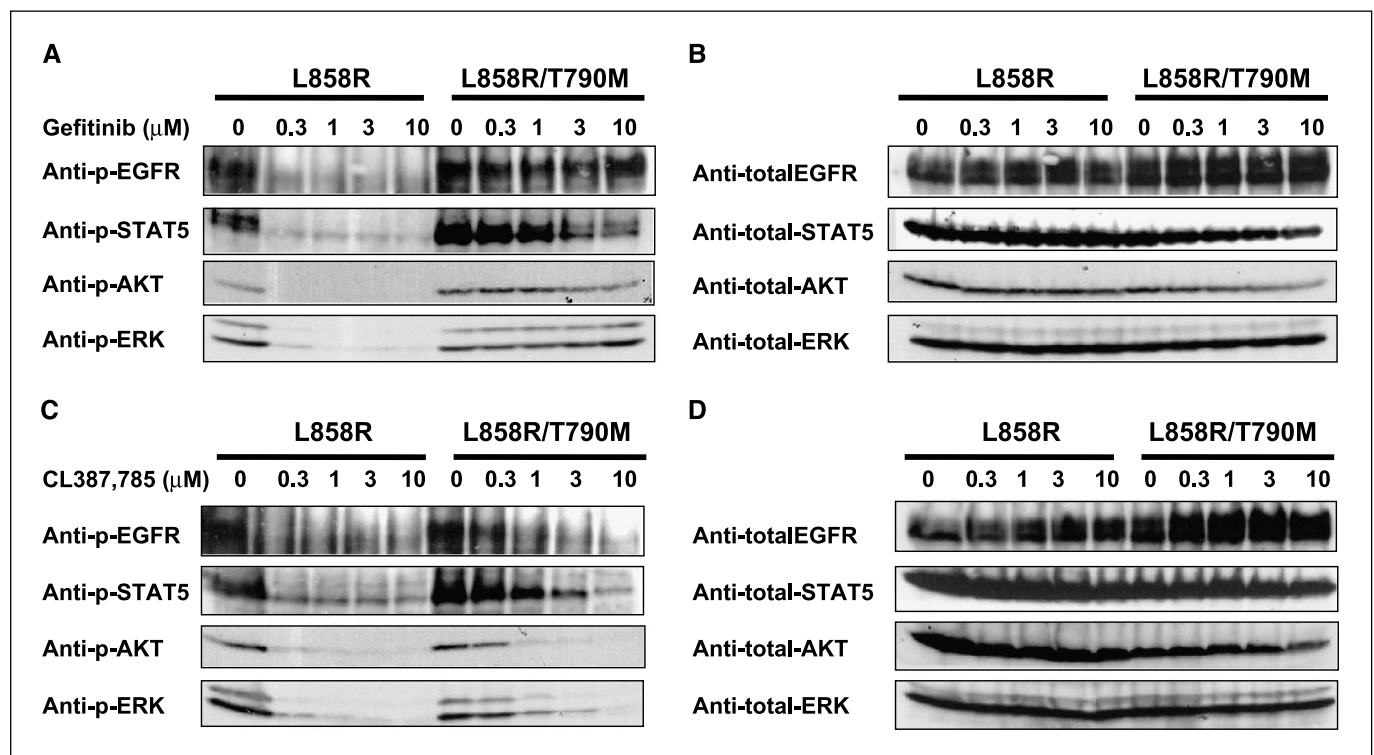 A
L858R L858R/T790M
Gefitinib (μM) 0 0.3 1 3 10 0 0.3 1 3 10
Anti-p-EGFR
Anti-p-STAT5
Anti-p-AKT
Anti-p-ERK
B
L858R L858R/T790M
0 0.3 1 3 10 0 0.3 1 3 10
Anti-totalEGFR
Anti-total-STAT5
Anti-total-AKT
Anti-total-ERK
C
L858R L858R/T790M
CL387,785 (μM) 0 0.3 1 3 10 0 0.3 1 3 10
Anti-p-EGFR
Anti-p-STAT5
Anti-p-AKT
Anti-p-ERK
D
L858R L858R/T790M
0 0.3 1 3 10 0 0.3 1 3 10
Anti-totalEGFR
Anti-total-STAT5
Anti-total-AKT
Anti-total-ERK